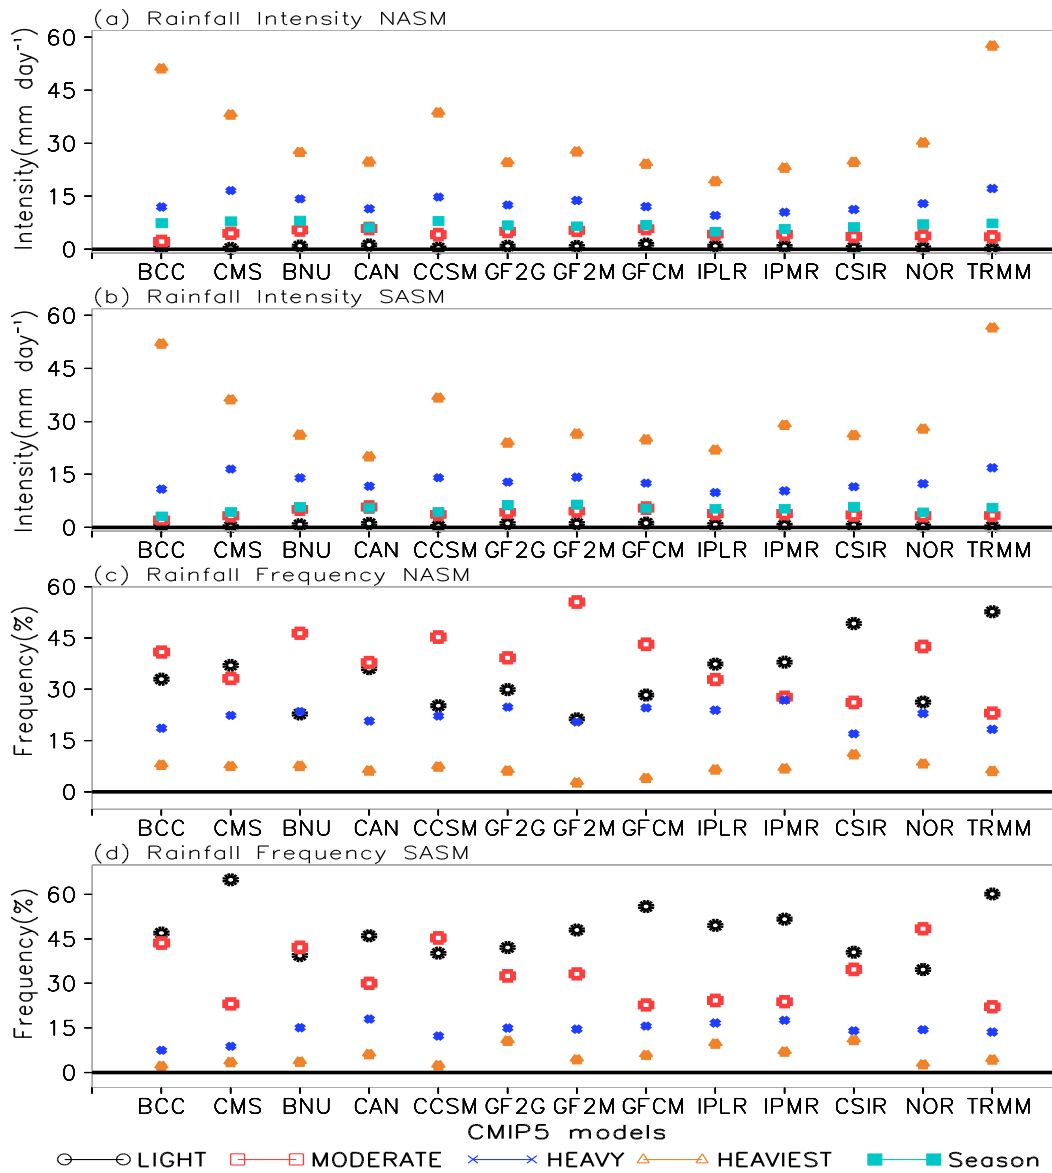 (a) Rainfall Intensity NASM
Intensity(mm day⁻¹)
60
45
30
15
0
BCC CMS BNU CAN CCSM GF2G GF2M GFCM IPLR IPMR CSIR NOR TRMM
(b) Rainfall Intensity SASM
Intensity(mm day⁻¹)
60
45
30
15
0
BCC CMS BNU CAN CCSM GF2G GF2M GFCM IPLR IPMR CSIR NOR TRMM
(c) Rainfall Frequency NASM
Frequency(%)
60
45
30
15
0
BCC CMS BNU CAN CCSM GF2G GF2M GFCM IPLR IPMR CSIR NOR TRMM
(d) Rainfall Frequency SASM
Frequency(%)
60
45
30
15
0
BCC CMS BNU CAN CCSM GF2G GF2M GFCM IPLR IPMR CSIR NOR TRMM
CMIP5 models
LIGHT MODERATE HEAVY HEAVIEST Season